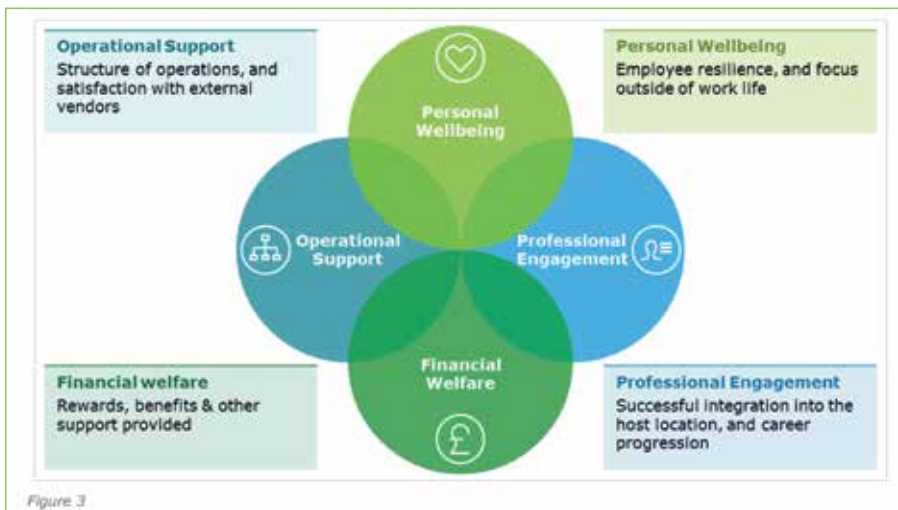 Operational Support
Structure of operations, and
satisfaction with external
vendors
Personal Wellbeing
Employee resilience, and focus
outside of work life
Personal
Wellbeing
Operational
Support
Professional
Engagement
Financial
Welfare
£
Financial welfare
Rewards, benefits & other
support provided
Professional Engagement
Successful integration into the
host location, and career
progression
Figure 3